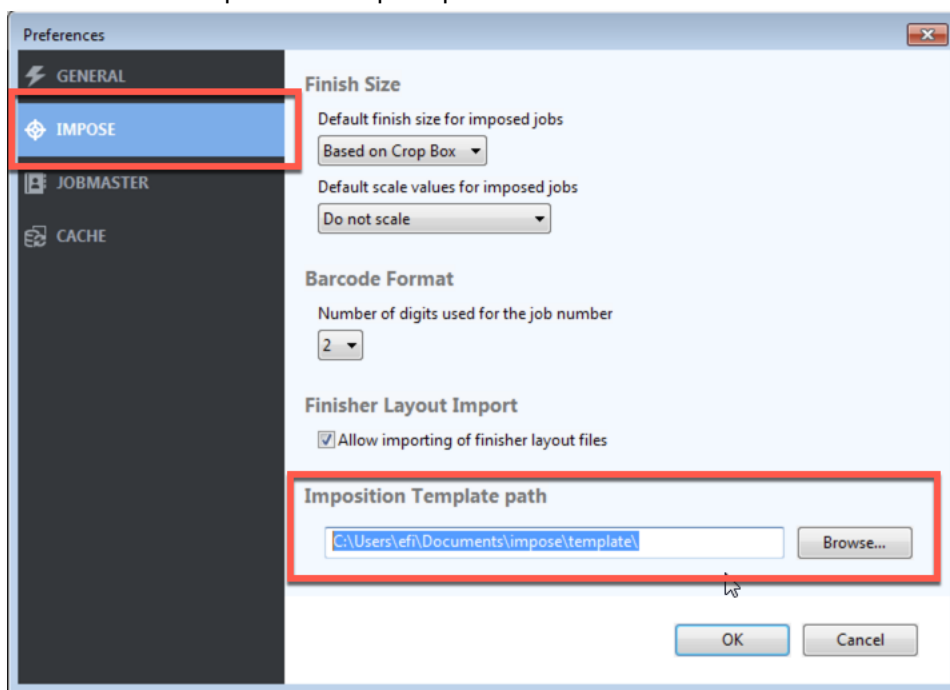 Preferences
GENERAL
IMPOSE
JOBMASTER
CACHE
Finish Size
Default finish size for imposed jobs
Based on Crop Box
Default scale values for imposed jobs
Do not scale
Barcode Format
Number of digits used for the job number
2
Finisher Layout Import
Allow importing of finisher layout files
Imposition Template path
C:\Users\efi\Documents\impose\template\
Browse...
OK
Cancel